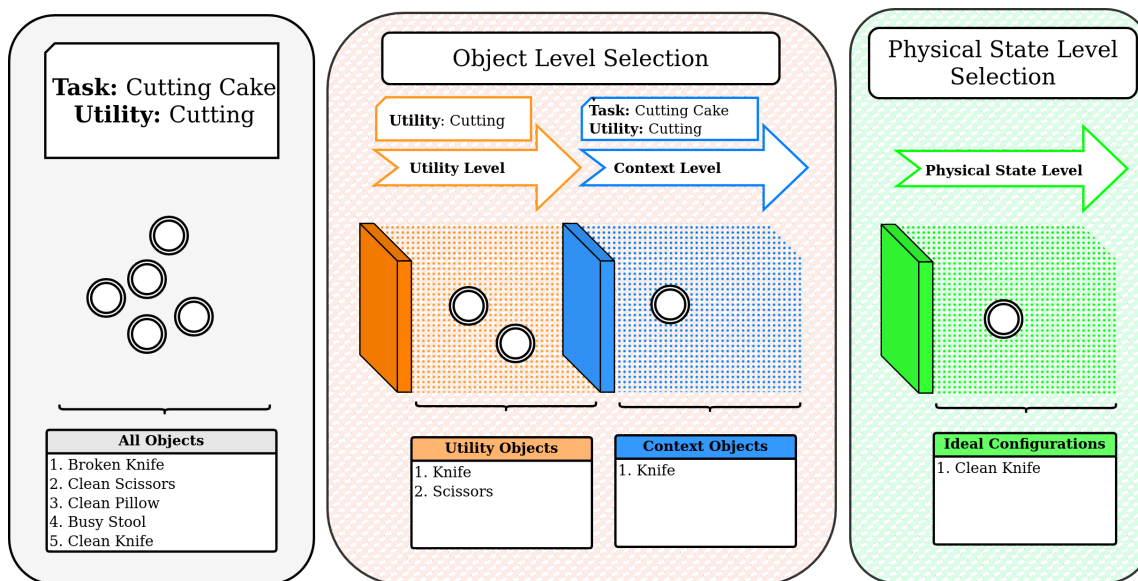 Task: Cutting Cake
Utility: Cutting
All Objects
1. Broken Knife
2. Clean Scissors
3. Clean Pillow
4. Busy Stool
5. Clean Knife
Object Level Selection
Utility: Cutting
Utility Level
Task: Cutting Cake
Utility: Cutting
Context Level
Utility Objects
1. Knife
2. Scissors
Context Objects
1. Knife
Physical State Level
Selection
Physical State Level
Ideal Configurations
1. Clean Knife